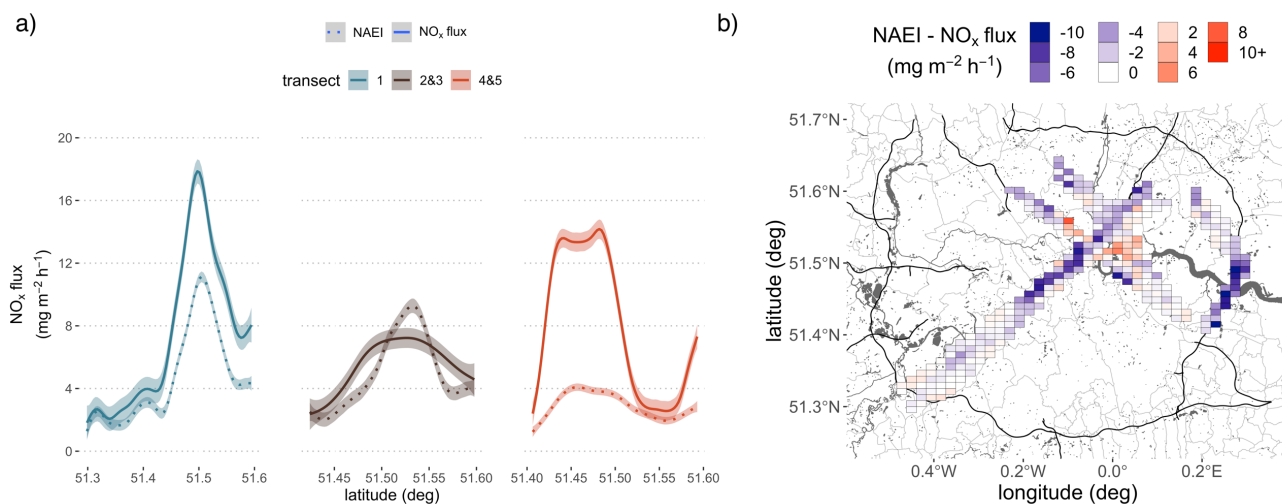 a)
NAEI NOx flux
transect 1 2&3 4&5
NOx flux
(mg m−2 h−1)
20
16
12
8
4
0
51.3 51.4 51.5 51.6
51.45 51.50 51.55 51.60
51.40 51.45 51.50 51.55 51.60
latitude (deg)
b)
NAEI - NOx flux
(mg m−2 h−1)
-10
-8
-6
-4
-2
0
2
4
6
8
10+
latitude (deg)
51.7°N
51.6°N
51.5°N
51.4°N
51.3°N
0.4°W 0.2°W 0.0° 0.2°E
longitude (deg)